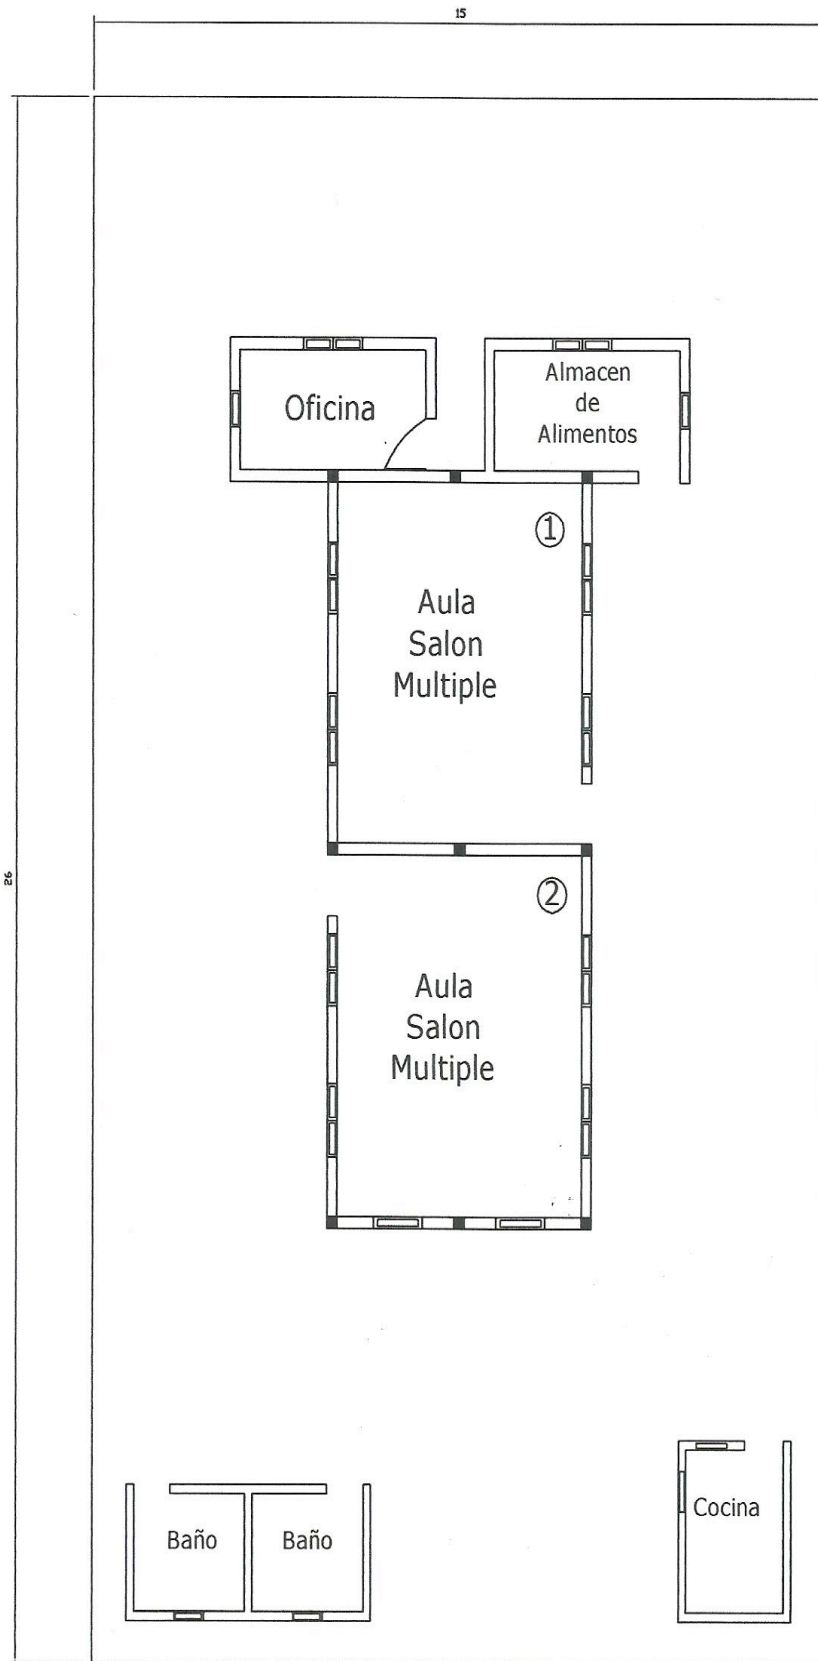 15
26
Oficina
Almacen
de
Alimentos
1
Aula
Salon
Multiple
2
Aula
Salon
Multiple
Baño
Baño
Cocina